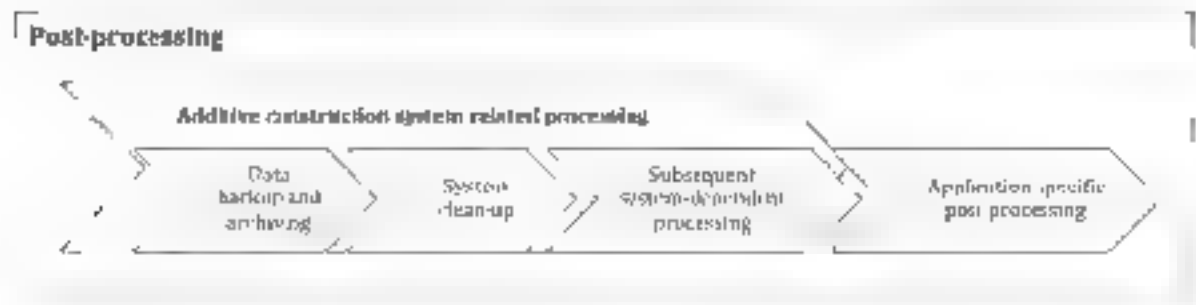 Post-processing
Additive construction system related processing
Data
backup and
archiving
System
clean-up
Subsequent
system-dependent
processing
Application specific
post processing